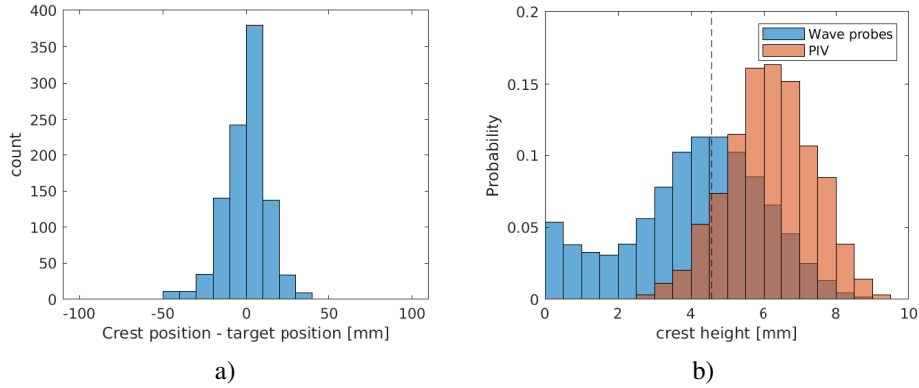 400
350
300
250
200
150
100
50
0
count
-100 -50 0 50 100
Crest position - target position [mm]
a)
0.2
0.15
0.1
0.05
0
Probability
Wave probes
PIV
0 2 4 6 8 10
crest height [mm]
b)